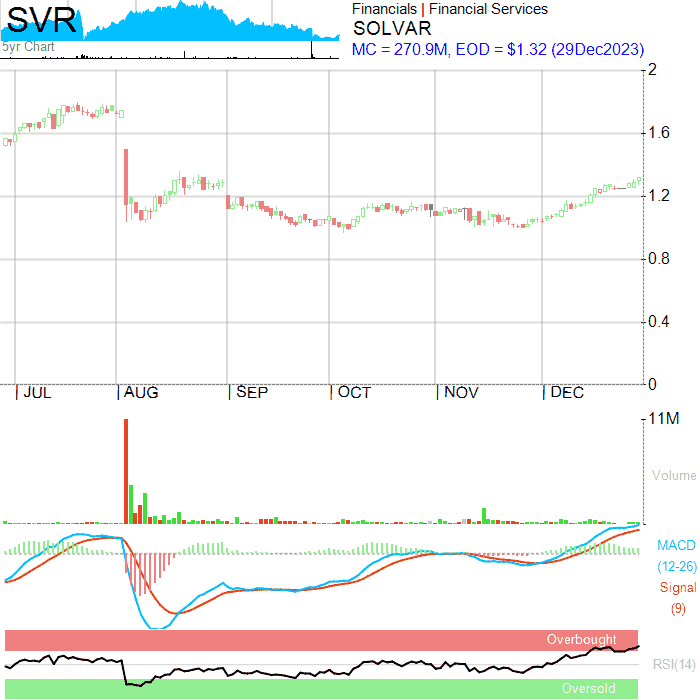 SVR
5yr Chart
Financials | Financial Services
SOLVAR
MC = 270.9M, EOD = $1.32 (29Dec2023)
2
1.6
1.2
0.8
0.4
0
| JUL | AUG | SEP | OCT | NOV | DEC
11M
Volume
MACD
(12-26)
Signal
(9)
Overbought
RSI(14)
Oversold